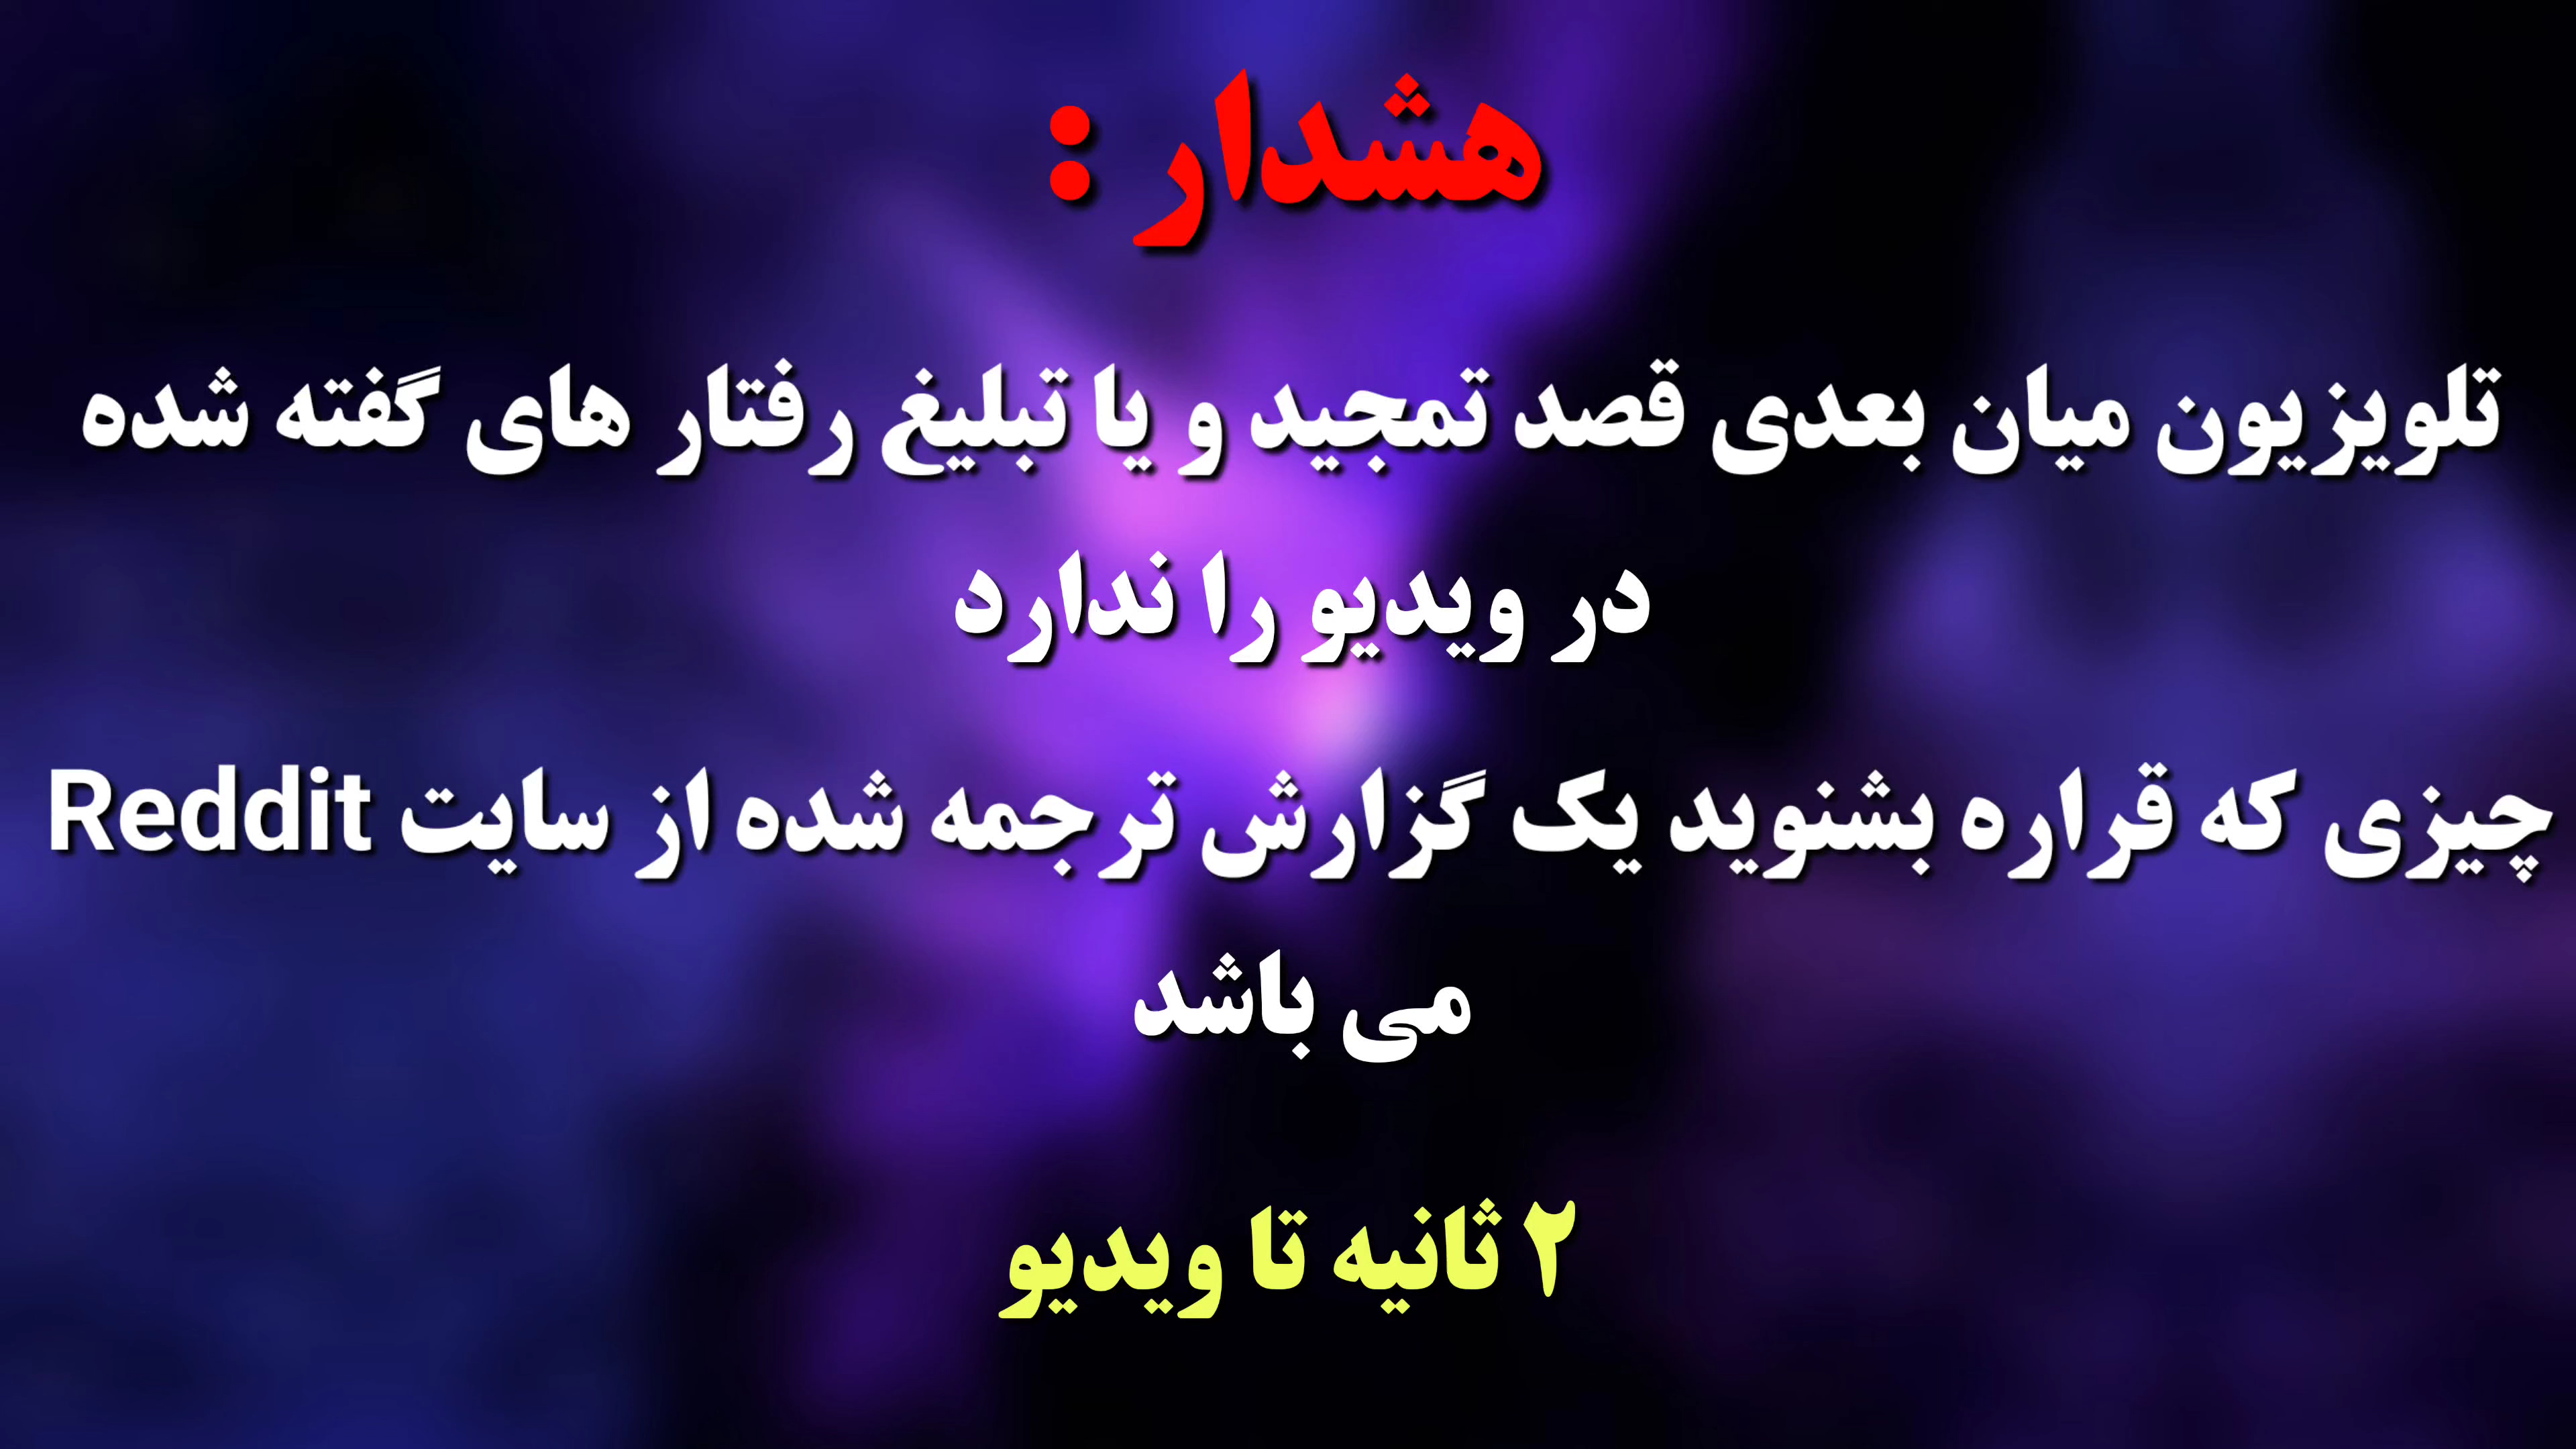 هشدار :
تلویزیون میان بعدی قصد تمجید و یا تبلیغ رفتار های گفته شده
در ویدیو را ندارد
چیزی که قراره بشنوید یک گزارش ترجمه شده از سایت Reddit
می باشد
۲ ثانیه تا ویدیو